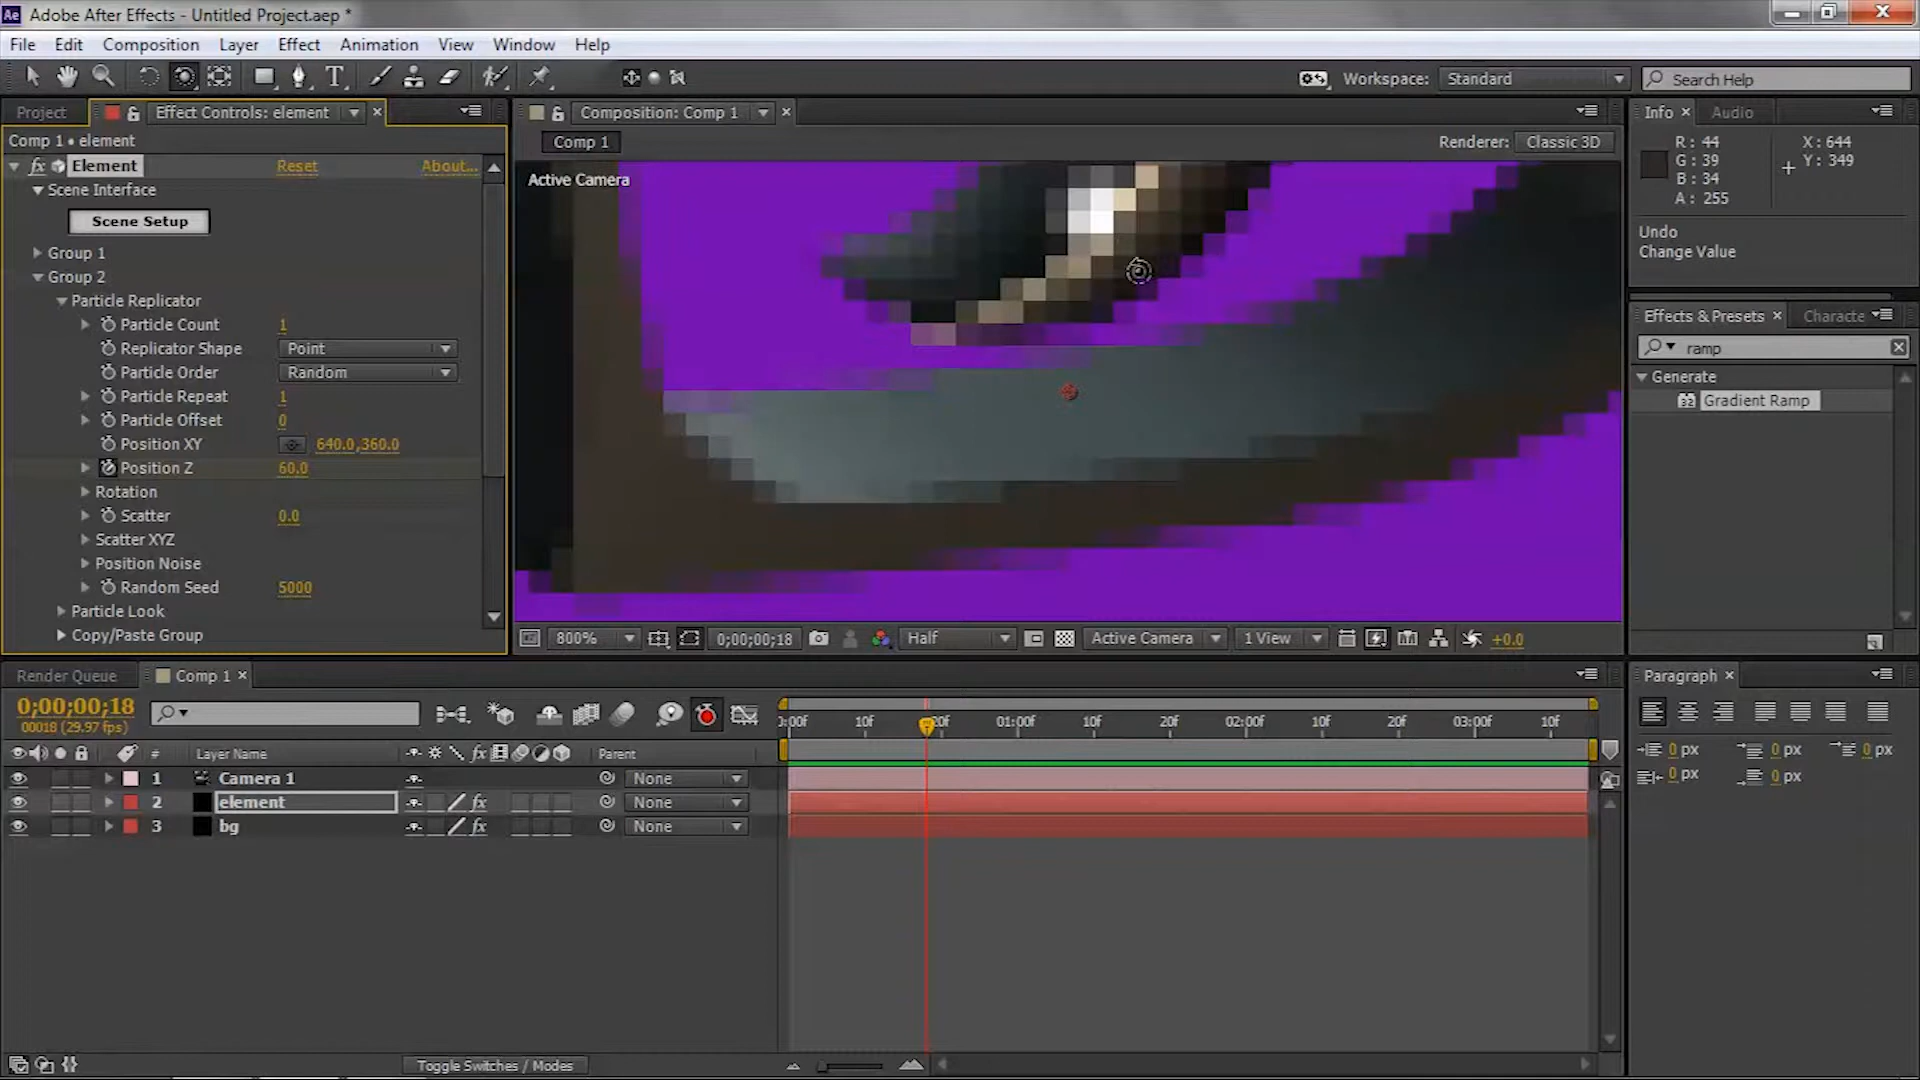 Ae Adobe After Effects - Untitled Project.aep *
File Edit Composition Layer Effect Animation View Window Help
T Workspace: Standard Search Help
Project Effect Controls: element × Composition: Comp 1 × Info × Audio
Comp 1 • element Comp 1 Renderer: Classic 3D
R: 44 X: 644
G: 39 Y: 349
B: 34
A: 255
fx Element Reset About...
Active Camera
Scene Interface
Scene Setup
Undo
Change Value
Group 1
Group 2
Particle Replicator
Effects & Presets × Characte
Particle Count 1
Replicator Shape Point
ramp
Particle Order Random
Generate
Particle Repeat 1
32 Gradient Ramp
Particle Offset 0
Position XY 640.0,360.0
Position Z 60.0
Rotation
Scatter 0.0
Scatter XYZ
Position Noise
Random Seed 5000
Particle Look
Copy/Paste Group
800% 0;00;00;18 Half Active Camera 1 View +0.0
Render Queue Comp 1 × Paragraph ×
0;00;00;18
00018 (29.97 fps)
:00f 10f 20f 01:00f 10f 20f 02:00f 10f 20f 03:00f 10f
# Layer Name fx Parent
0 px 0 px 0 px
0 px 0 px
1 Camera 1 None
2 element fx None
3 bg fx None
Toggle Switches / Modes